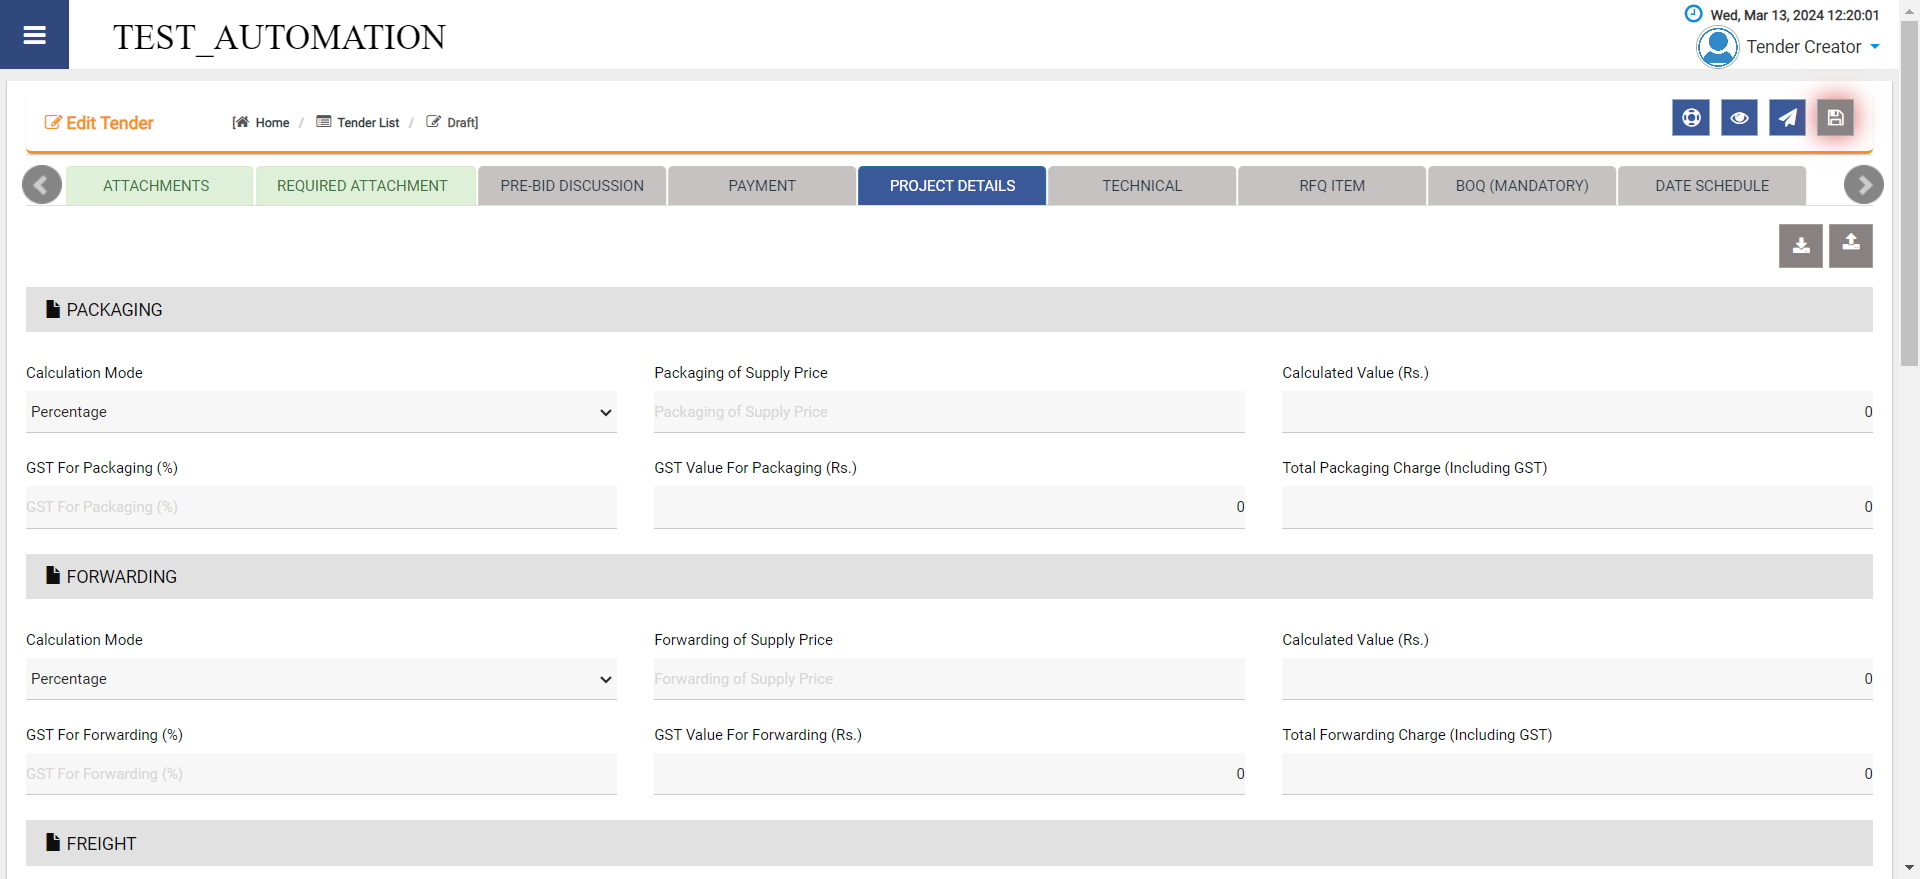 TEST_AUTOMATION
Wed, Mar 13, 2024 12:20:01
Tender Creator
Edit Tender
[ Home / Tender List / Draft]
ATTACHMENTS REQUIRED ATTACHMENT PRE-BID DISCUSSION PAYMENT PROJECT DETAILS TECHNICAL RFQ ITEM BOQ (MANDATORY) DATE SCHEDULE
PACKAGING
Calculation Mode Packaging of Supply Price Calculated Value (Rs.)
Percentage Packaging of Supply Price 0
GST For Packaging (%) GST Value For Packaging (Rs.) Total Packaging Charge (Including GST)
GST For Packaging (%) 0 0
FORWARDING
Calculation Mode Forwarding of Supply Price Calculated Value (Rs.)
Percentage Forwarding of Supply Price 0
GST For Forwarding (%) GST Value For Forwarding (Rs.) Total Forwarding Charge (Including GST)
GST For Forwarding (%) 0 0
FREIGHT